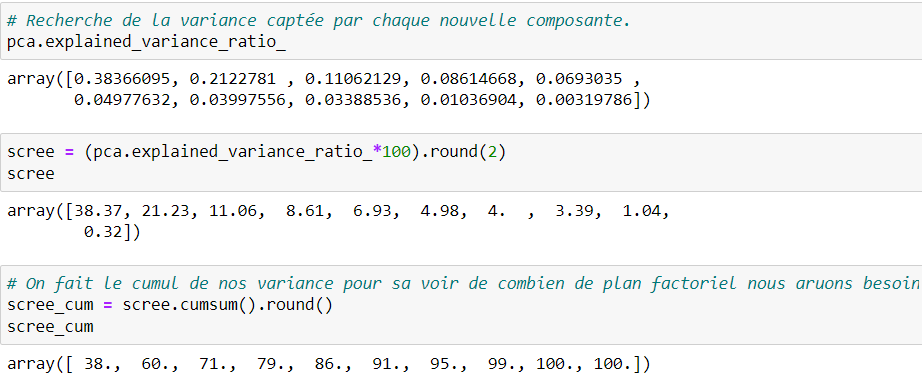 # Recherche de la variance captée par chaque nouvelle composante.
pca.explained_variance_ratio_
array([0.38366095, 0.2122781 , 0.11062129, 0.08614668, 0.0693035 ,
       0.04977632, 0.03997556, 0.03388536, 0.01036904, 0.00319786])
scree = (pca.explained_variance_ratio_*100).round(2)
scree
array([38.37, 21.23, 11.06,  8.61,  6.93,  4.98,  4.  ,  3.39,  1.04,
        0.32])
# On fait le cumul de nos variance pour sa voir de combien de plan factoriel nous aruons besoin
scree_cum = scree.cumsum().round()
scree_cum
array([ 38.,  60.,  71.,  79.,  86.,  91.,  95.,  99., 100., 100.])